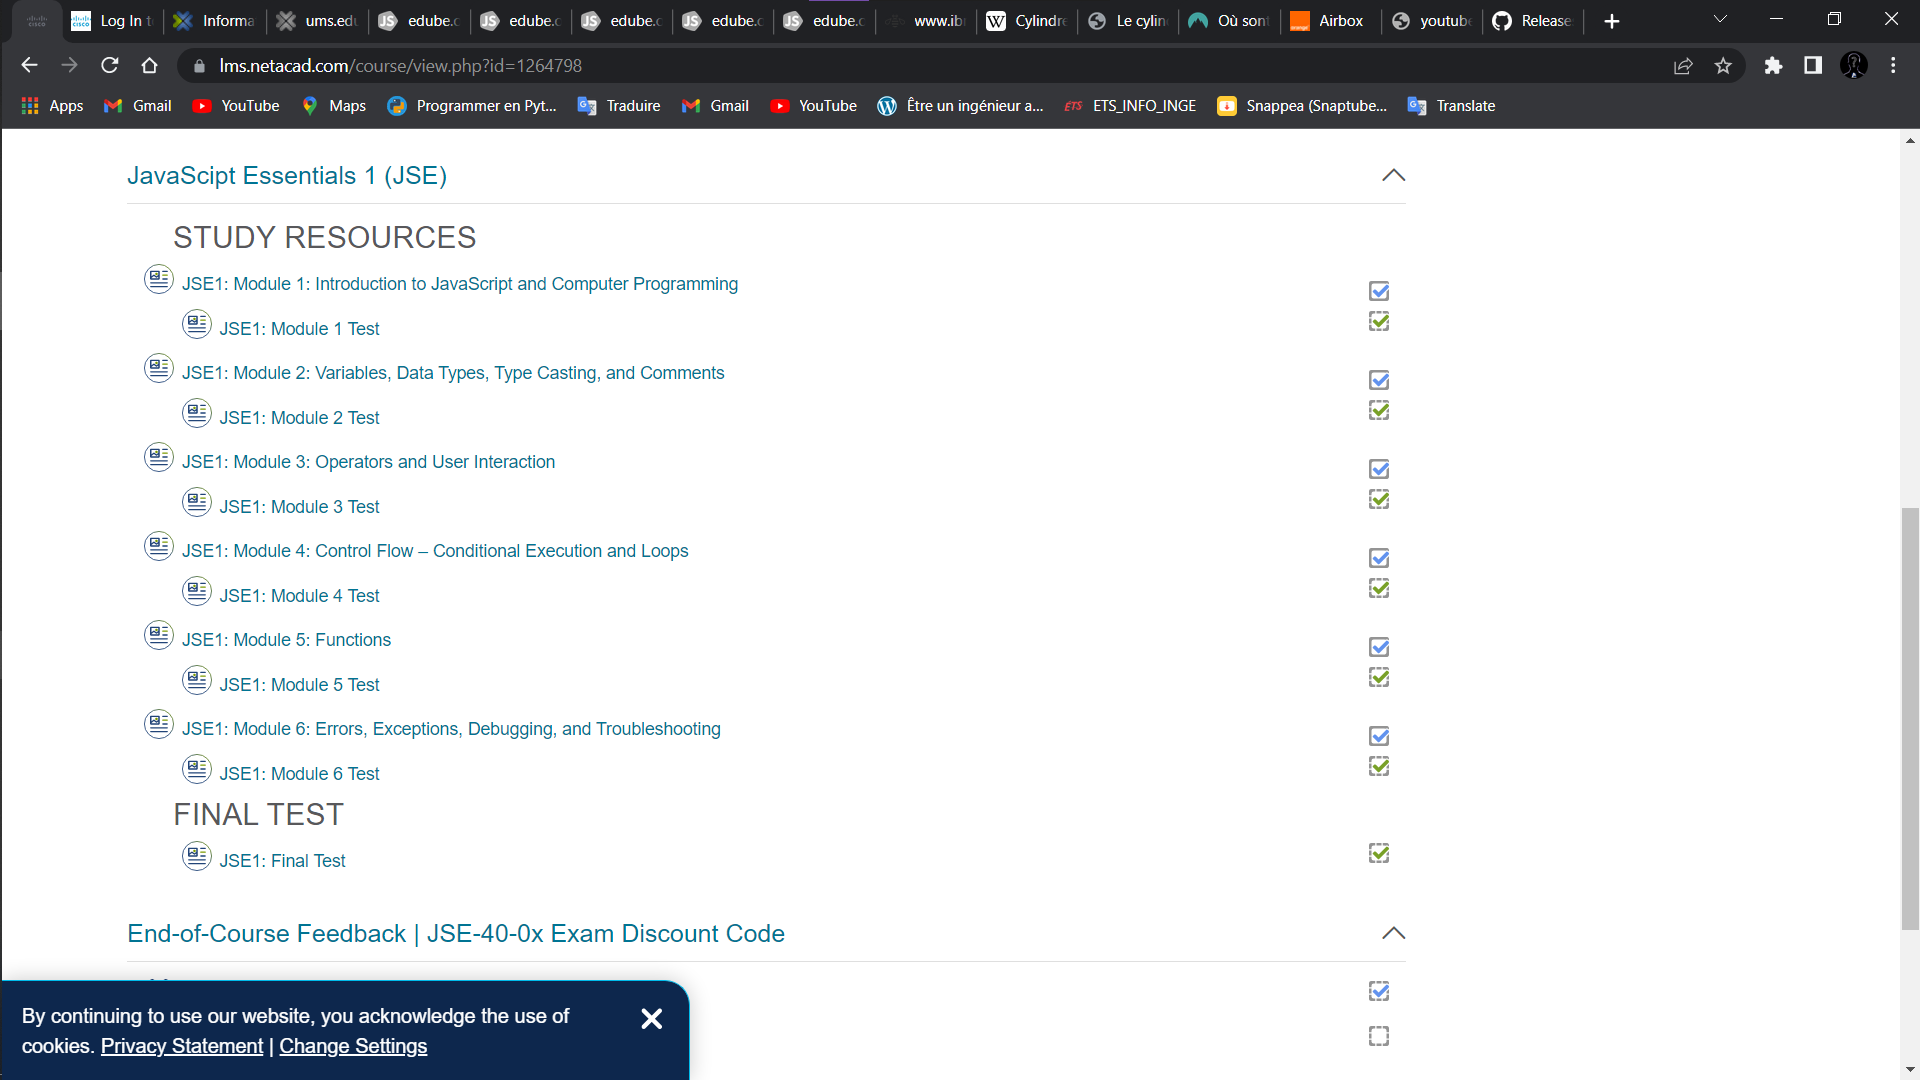 Log In t
Informa
ums.edu
edube.c
edube.c
edube.c
edube.c
edube.c
www.ib
Cylindre
Le cylin
Où sont
Airbox
youtub
Release
lms.netacad.com/course/view.php?id=1264798
Apps
Gmail
YouTube
Maps
Programmer en Pyt...
Traduire
Gmail
YouTube
Être un ingénieur a...
ETS ETS_INFO_INGE
Snappea (Snaptube...
Translate
JavaScipt Essentials 1 (JSE)
STUDY RESOURCES
JSE1: Module 1: Introduction to JavaScript and Computer Programming
JSE1: Module 1 Test
JSE1: Module 2: Variables, Data Types, Type Casting, and Comments
JSE1: Module 2 Test
JSE1: Module 3: Operators and User Interaction
JSE1: Module 3 Test
JSE1: Module 4: Control Flow – Conditional Execution and Loops
JSE1: Module 4 Test
JSE1: Module 5: Functions
JSE1: Module 5 Test
JSE1: Module 6: Errors, Exceptions, Debugging, and Troubleshooting
JSE1: Module 6 Test
FINAL TEST
JSE1: Final Test
End-of-Course Feedback | JSE-40-0x Exam Discount Code
By continuing to use our website, you acknowledge the use of
cookies. Privacy Statement | Change Settings